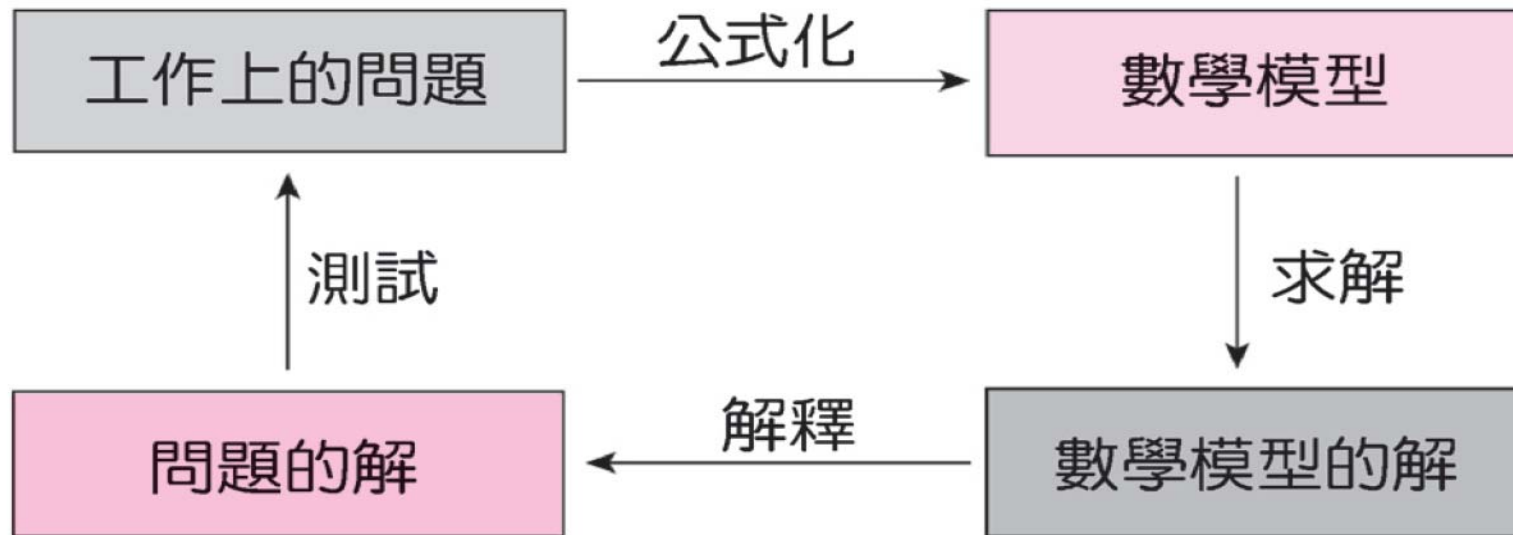 工作上的問題
公式化
數學模型
測試
求解
問題的解
解釋
數學模型的解